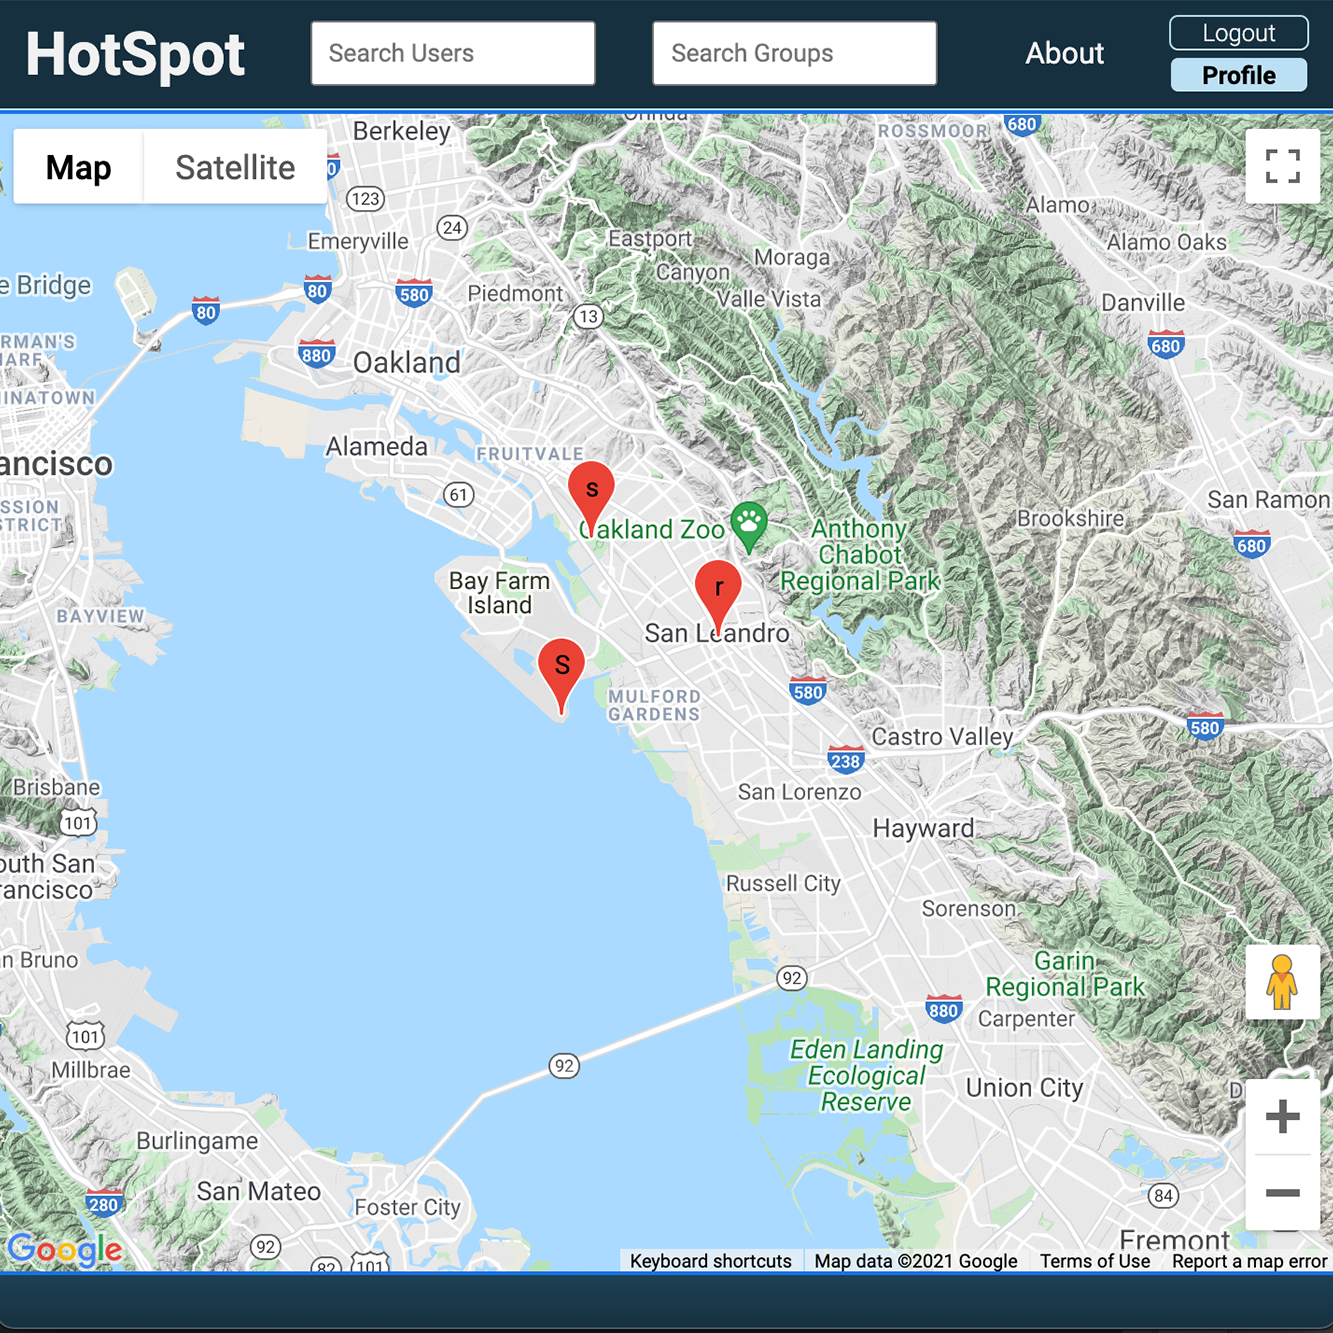 HotSpot
Search Users
Search Groups
About
Logout
Profile
Map
Satellite
Berkeley
ROSSMOOR
680
123
24
Alamo
Emeryville
Eastport
Alamo Oaks
Canyon
Moraga
e Bridge
80
80
580
Piedmont
Valle Vista
Danville
13
RMAN'S
ARF
880
Oakland
680
INATOWN
Alameda
FRUITVALE
ancisco
61
s
San Ramon
SSION
STRICT
Oakland Zoo
Anthony
Chabot
Regional Park
Brookshire
680
Bay Farm
Island
r
BAYVIEW
San Leandro
S
MULFORD
GARDENS
580
580
Castro Valley
238
Brisbane
San Lorenzo
101
Hayward
outh San
rancisco
Russell City
Sorenson
n Bruno
Garin
Regional Park
92
880
Carpenter
101
Eden Landing
Ecological
Reserve
92
Millbrae
Union City
Burlingame
San Mateo
Foster City
84
280
92
Fremont
82
101
Google
Keyboard shortcuts
Map data ©2021 Google
Terms of Use
Report a map error